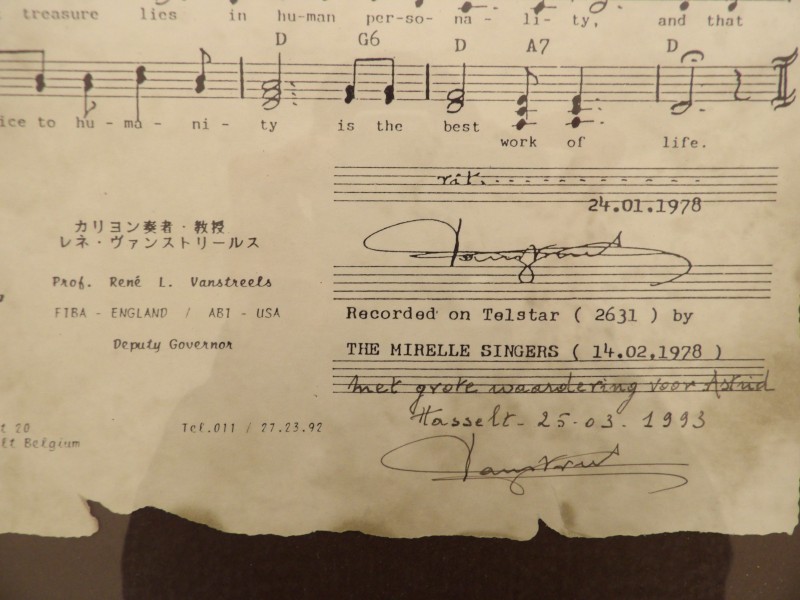 treasure lies in hu-man per-so- na - li- ty, and that
D G6 D A7 D
ice to hu - ma - ni - ty is the best
work of life.
rit.
24.01.1978
カリヨン奏者・教授
レネ・ヴァンストリールス
Prof. René L. Vanstreels
FIBA - ENGLAND / ABI - USA
Deputy Governor
Recorded on Telstar ( 2631 ) by
THE MIRELLE SINGERS ( 14.02.1978 )
met grote waardering voor Astrid
Hasselt - 25-03. 1993
t 20
lt Belgium
Tel.011 / 27.23.92